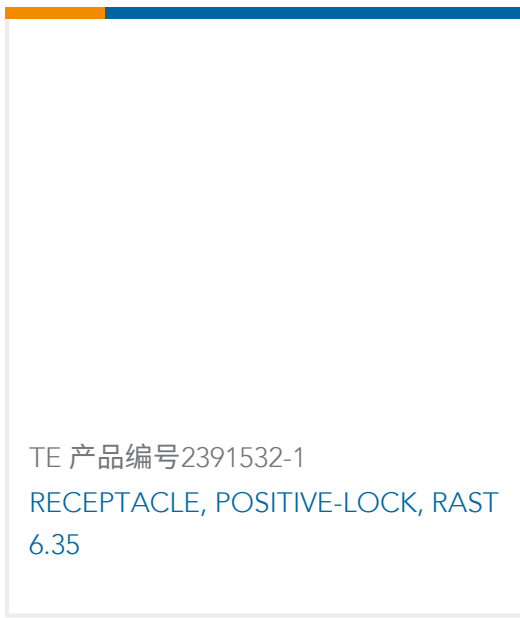 TE 产品编号2391532-1
RECEPTACLE, POSITIVE-LOCK, RAST
6.35